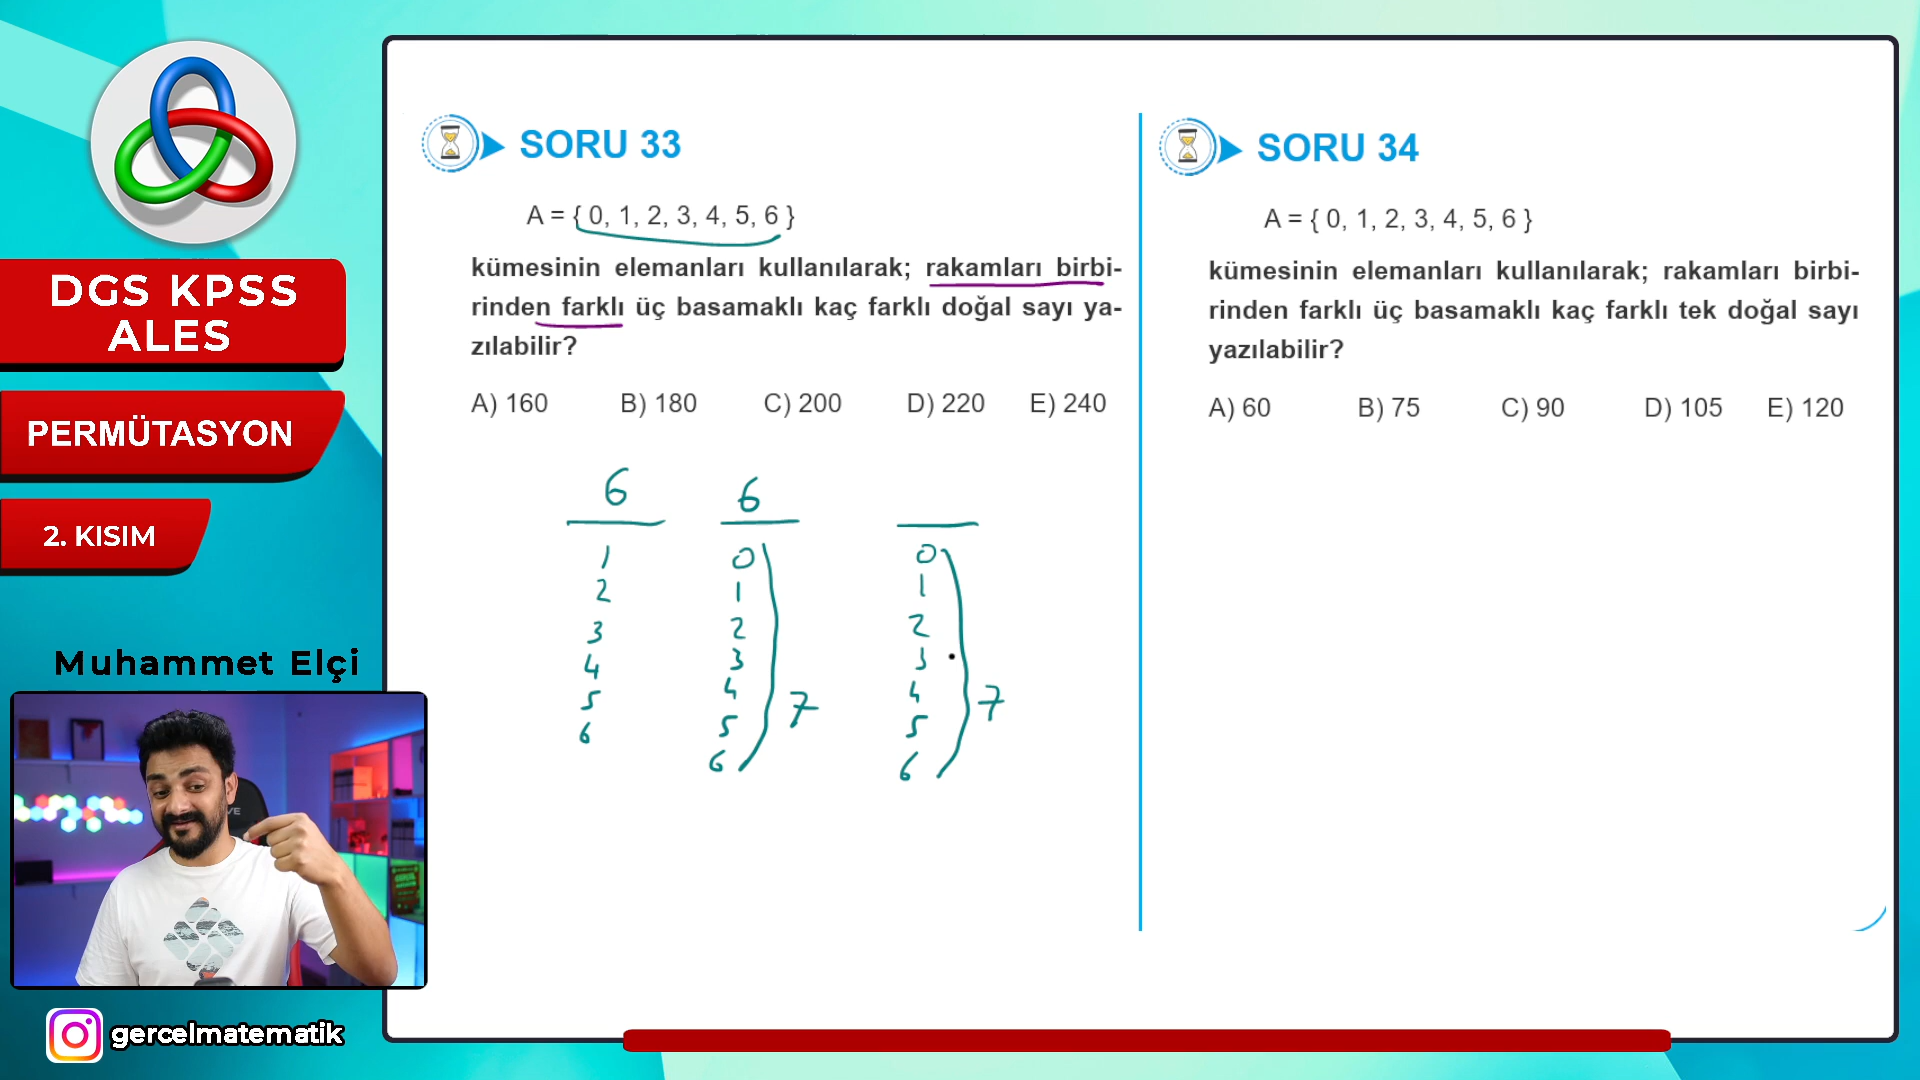 DGS KPSS
ALES
PERMÜTASYON
2. KISIM
Muhammet Elçi
gercelmatematik
SORU 33
A = { 0, 1, 2, 3, 4, 5, 6 }
kümesinin elemanları kullanılarak; rakamları birbi-
rinden farklı üç basamaklı kaç farklı doğal sayı ya-
zılabilir?
A) 160 B) 180 C) 200 D) 220 E) 240
6 6
1 0 0
2 1 1
3 2 2
4 3 3
5 4 4
6 5 5
6 6
7 7
SORU 34
A = { 0, 1, 2, 3, 4, 5, 6 }
kümesinin elemanları kullanılarak; rakamları birbi-
rinden farklı üç basamaklı kaç farklı tek doğal sayı
yazılabilir?
A) 60 B) 75 C) 90 D) 105 E) 120